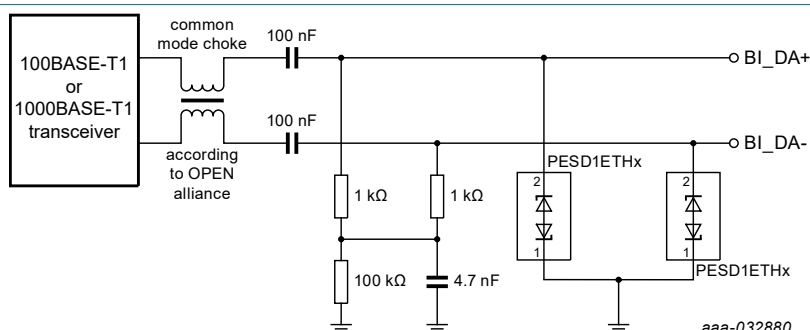 common
mode choke
100 nF
100BASE-T1
or
1000BASE-T1
transceiver
BI_DA+
100 nF
BI_DA-
according
to OPEN
alliance
PESD1ETHx
2
2
1 kΩ
1 kΩ
1
1
PESD1ETHx
100 kΩ
4.7 nF
aaa-032880